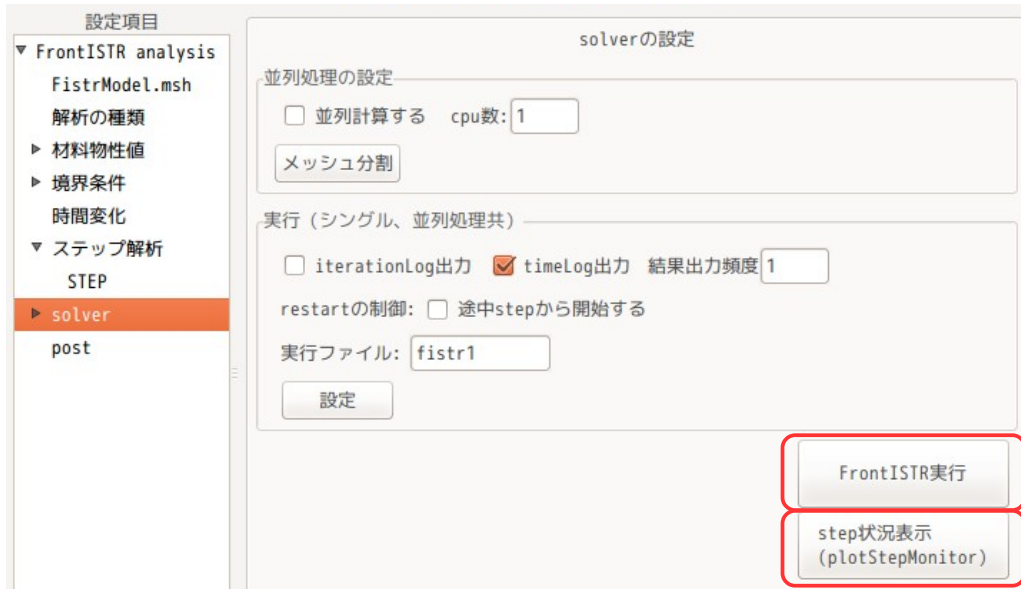 設定項目
FrontISTR analysis
FistrModel.msh
解析の種類
材料物性値
境界条件
時間変化
ステップ解析
STEP
solver
post
solverの設定
並列処理の設定
並列計算する cpu数: 1
メッシュ分割
実行 (シングル、並列処理共)
iterationLog出力 timeLog出力 結果出力頻度 1
restartの制御: 途中stepから開始する
実行ファイル: fistr1
設定
FrontISTR実行
step状況表示
(plotStepMonitor)